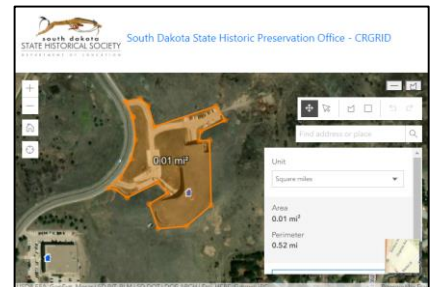 south dakota
STATE HISTORICAL SOCIETY
DEPARTMENT OF EDUCATION
South Dakota State Historic Preservation Office - CRGRID
Find address or place
0.01 mi²
Unit
Square miles
Area
0.01 mi²
Perimeter
0.52 mi